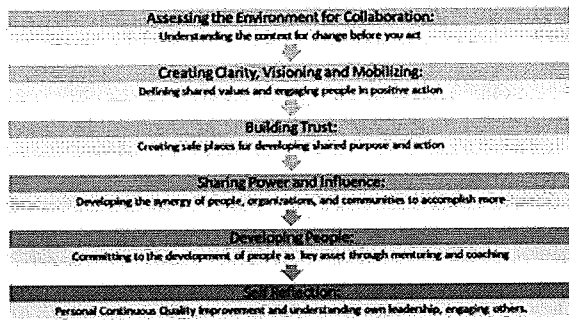 Assessing the Environment for Collaboration:
Understanding the context for change before you act
Creating Clarity, Visioning and Mobilizing:
Defining shared values and engaging people in positive action
Building Trust:
Creating safe places for developing shared purpose and action
Sharing Power and Influence:
Developing the synergy of people, organizations, and communities to accomplish more
Developing People:
Committing to the development of people as key asset through mentoring and coaching
Self Reflection:
Personal Continuous Quality Improvement and understanding own leadership, engaging others.